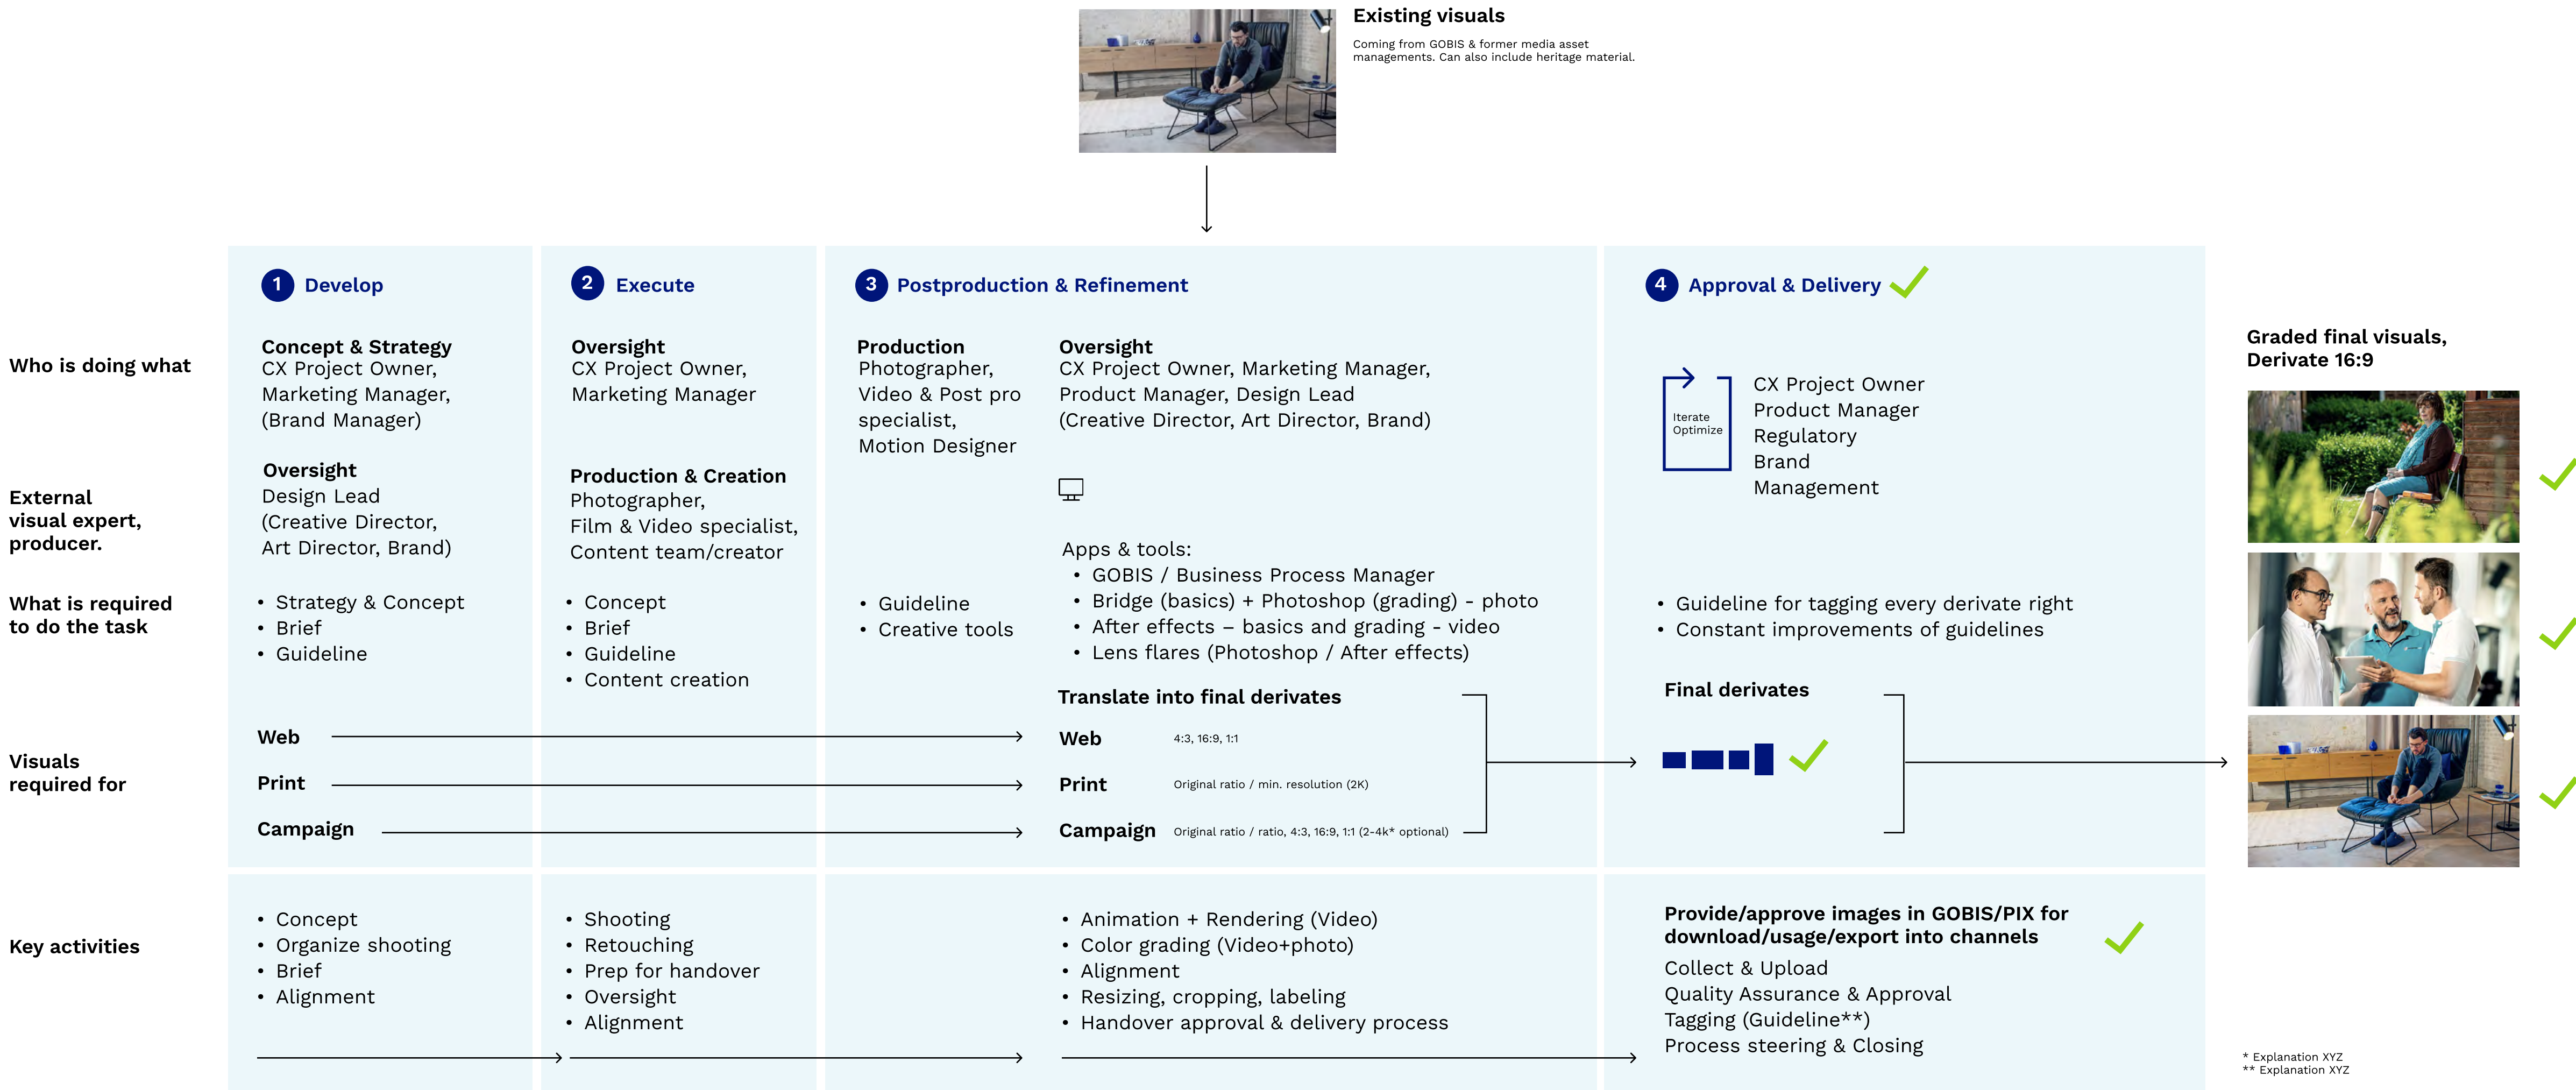 Existing visuals
Coming from GOBIS & former media asset
managements. Can also include heritage material.
1 Develop
2 Execute
3 Postproduction & Refinement
4 Approval & Delivery
Who is doing what
Concept & Strategy
CX Project Owner,
Marketing Manager,
(Brand Manager)
Oversight
Design Lead
(Creative Director,
Art Director, Brand)
Oversight
CX Project Owner,
Marketing Manager
Production & Creation
Photographer,
Film & Video specialist,
Content team/creator
Production
Photographer,
Video & Post pro
specialist,
Motion Designer
Oversight
CX Project Owner, Marketing Manager,
Product Manager, Design Lead
(Creative Director, Art Director, Brand)
Iterate
Optimize
CX Project Owner
Product Manager
Regulatory
Brand
Management
Graded final visuals,
Derivate 16:9
External
visual expert,
producer.
What is required
to do the task
• Strategy & Concept
• Brief
• Guideline
• Concept
• Brief
• Guideline
• Content creation
• Guideline
• Creative tools
Apps & tools:
• GOBIS / Business Process Manager
• Bridge (basics) + Photoshop (grading) - photo
• After effects – basics and grading - video
• Lens flares (Photoshop / After effects)
• Guideline for tagging every derivate right
• Constant improvements of guidelines
Visuals
required for
Web
Print
Campaign
Translate into final derivates
Web 4:3, 16:9, 1:1
Print Original ratio / min. resolution (2K)
Campaign Original ratio / ratio, 4:3, 16:9, 1:1 (2-4k* optional)
Final derivates
Key activities
• Concept
• Organize shooting
• Brief
• Alignment
• Shooting
• Retouching
• Prep for handover
• Oversight
• Alignment
• Animation + Rendering (Video)
• Color grading (Video+photo)
• Alignment
• Resizing, cropping, labeling
• Handover approval & delivery process
Provide/approve images in GOBIS/PIX for
download/usage/export into channels
Collect & Upload
Quality Assurance & Approval
Tagging (Guideline**)
Process steering & Closing
* Explanation XYZ
** Explanation XYZ